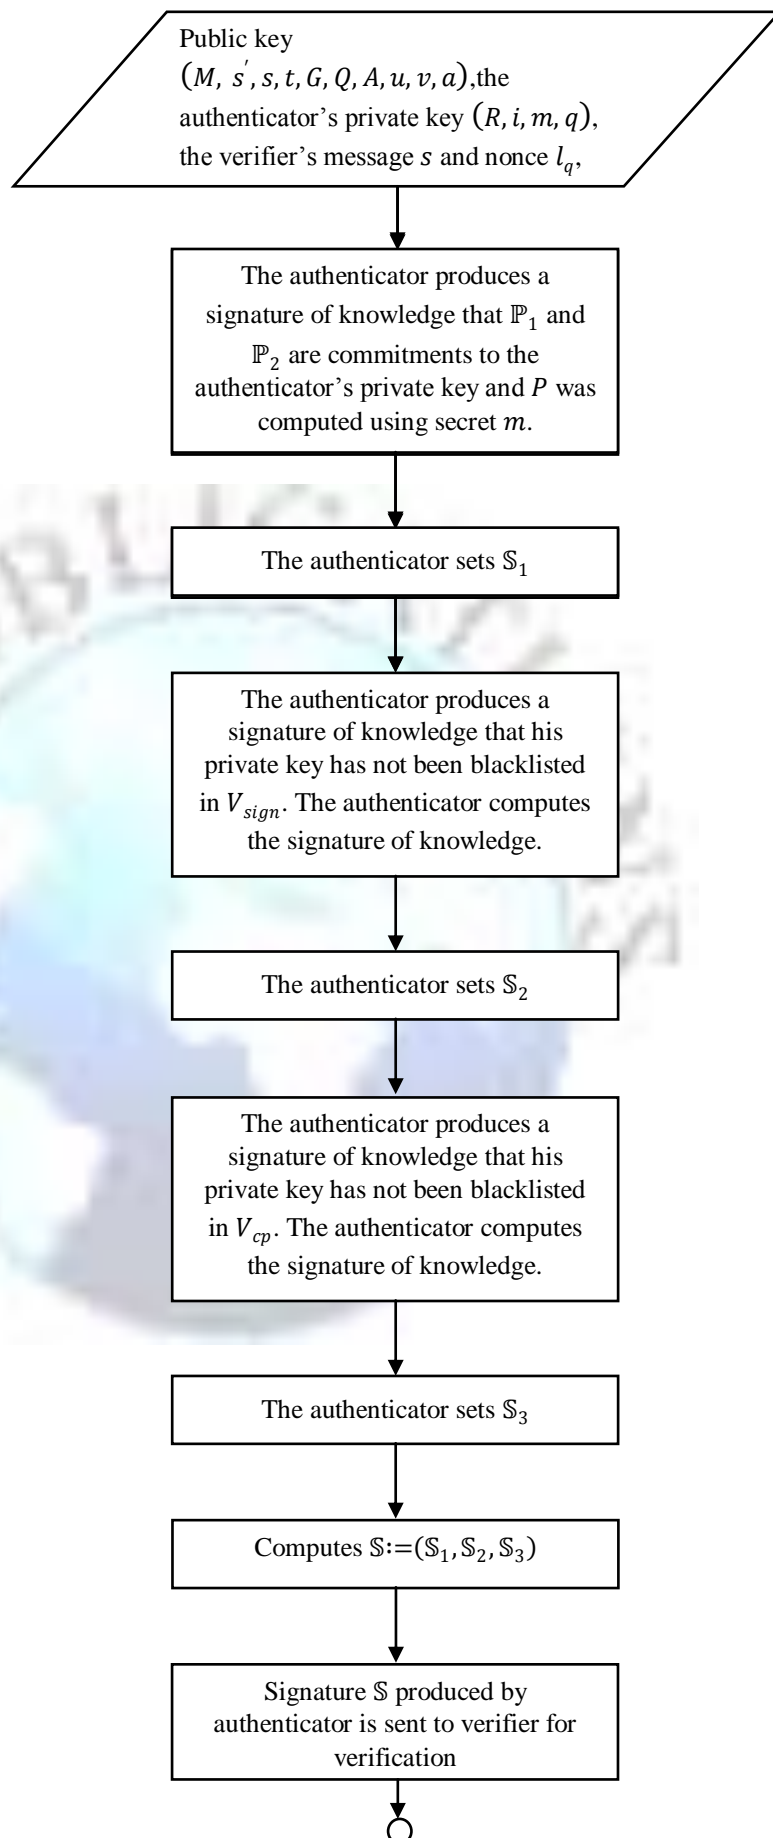 Public key
(M, s′, s, t, G, Q, A, u, v, a),the
authenticator’s private key (R, i, m, q),
the verifier’s message s and nonce l_q,
The authenticator produces a
signature of knowledge that ℙ₁ and
ℙ₂ are commitments to the
authenticator’s private key and P was
computed using secret m.
The authenticator sets 𝕊₁
The authenticator produces a
signature of knowledge that his
private key has not been blacklisted
in V_sign. The authenticator computes
the signature of knowledge.
The authenticator sets 𝕊₂
The authenticator produces a
signature of knowledge that his
private key has not been blacklisted
in V_cp. The authenticator computes
the signature of knowledge.
The authenticator sets 𝕊₃
Computes 𝕊:=(𝕊₁,𝕊₂,𝕊₃)
Signature 𝕊 produced by
authenticator is sent to verifier for
verification